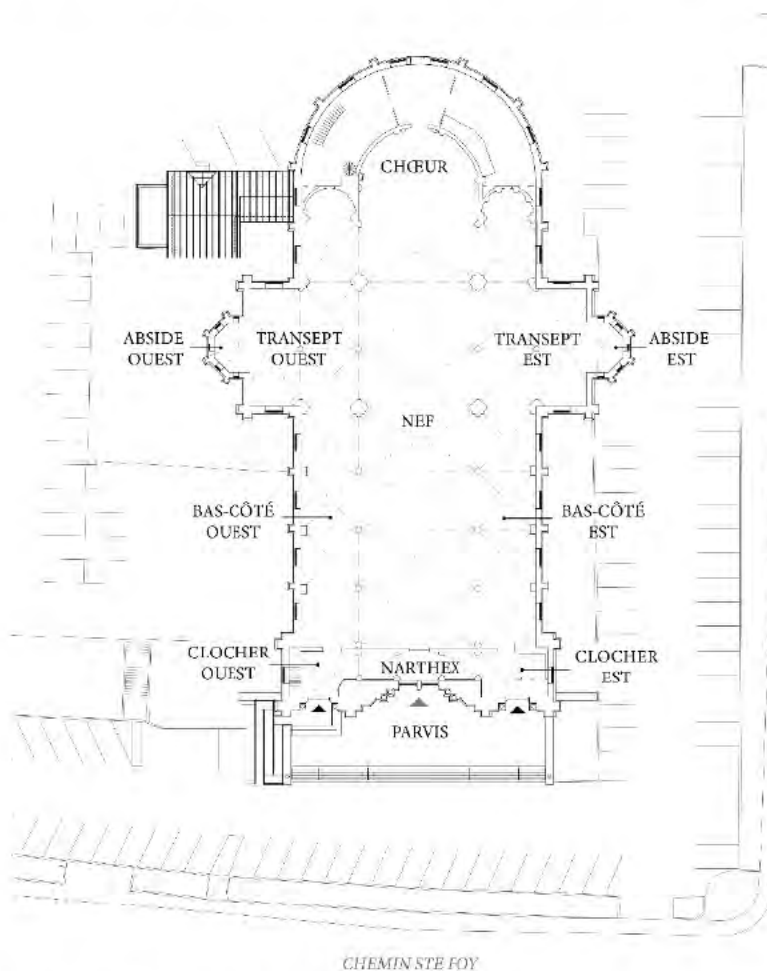 CHŒUR
ABSIDE
OUEST
TRANSEPT
OUEST
TRANSEPT
EST
ABSIDE
EST
NEF
BAS-CÔTÉ
OUEST
BAS-CÔTÉ
EST
CLOCHER
OUEST
NARTHEX
CLOCHER
EST
PARVIS
CHEMIN STE FOY